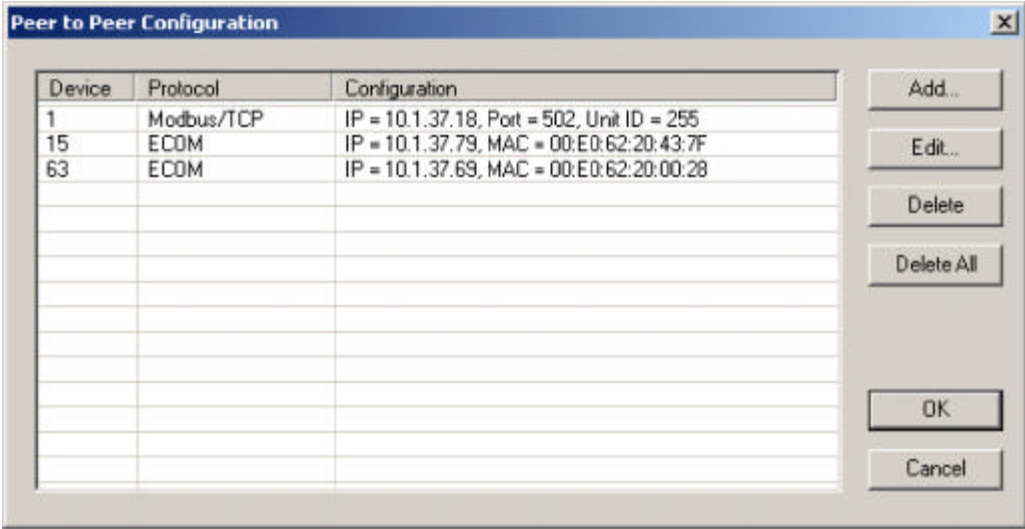 Peer to Peer Configuration
Device Protocol Configuration
1 Modbus/TCP IP = 10.1.37.18, Port = 502, Unit ID = 255
15 ECOM IP = 10.1.37.79, MAC = 00:E0:62:20:43:7F
63 ECOM IP = 10.1.37.69, MAC = 00:E0:62:20:00:28
Add...
Edit...
Delete
Delete All
OK
Cancel